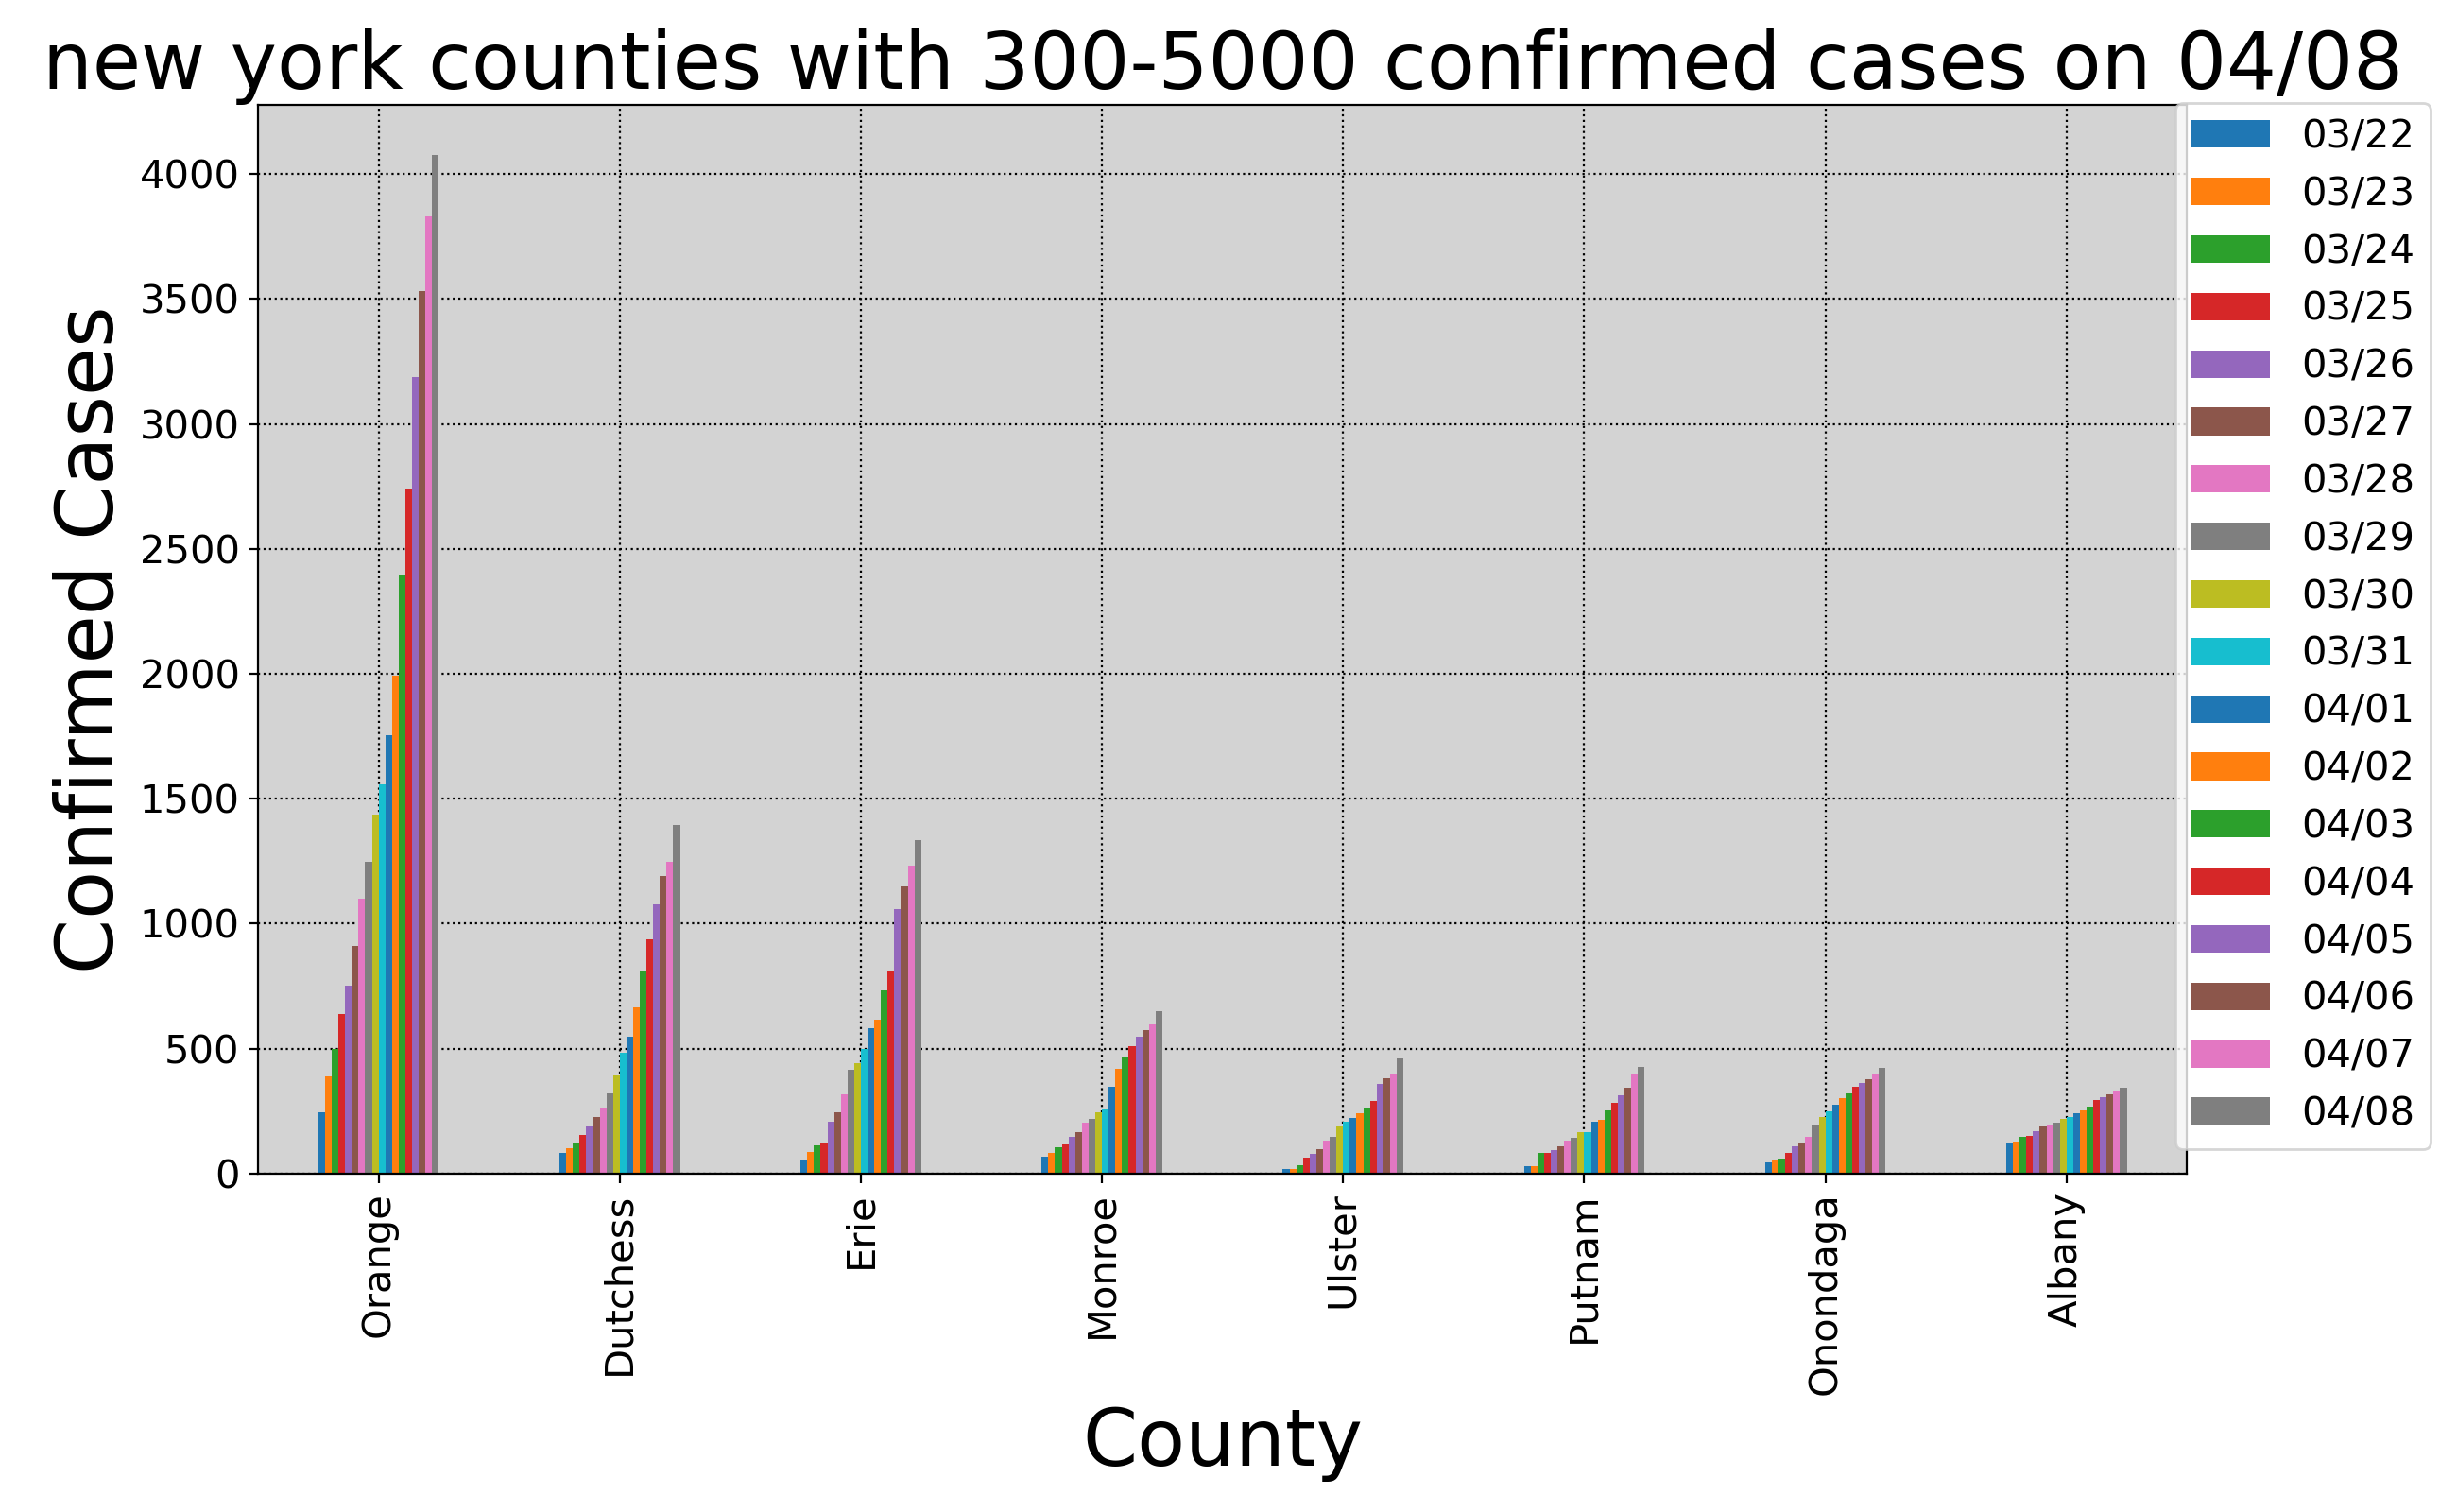 new york counties with 300-5000 confirmed cases on 04/08
Confirmed Cases
4000
3500
3000
2500
2000
1500
1000
500
0
Orange
Dutchess
Erie
Monroe
Ulster
Putnam
Onondaga
Albany
County
03/22
03/23
03/24
03/25
03/26
03/27
03/28
03/29
03/30
03/31
04/01
04/02
04/03
04/04
04/05
04/06
04/07
04/08